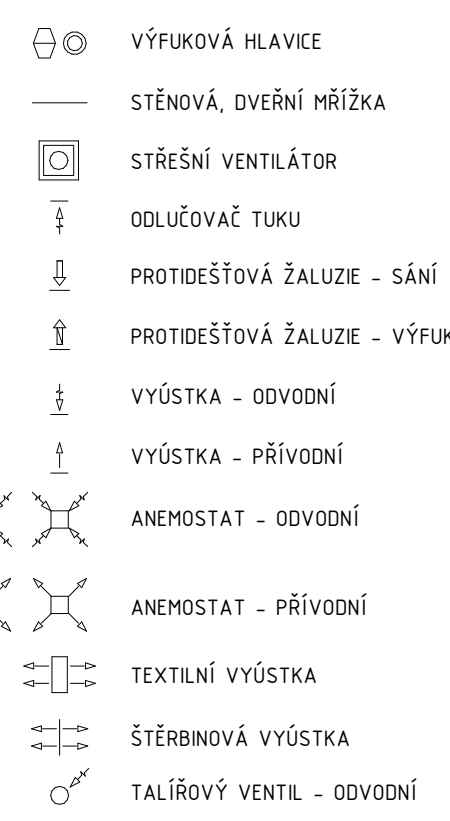 VÝFUKOVÁ HLAVICE
STĚNOVÁ, DVEŘNÍ MŘÍŽKA
STŘEŠNÍ VENTILÁTOR
ODLUČOVAČ TUKU
PROTIDEŠŤOVÁ ŽALUZIE - SÁNÍ
PROTIDEŠŤOVÁ ŽALUZIE - VÝFUK
VYÚSTKA - ODVODNÍ
VYÚSTKA - PŘÍVODNÍ
ANEMOSTAT - ODVODNÍ
ANEMOSTAT - PŘÍVODNÍ
TEXTILNÍ VYÚSTKA
ŠTĚRBINOVÁ VYÚSTKA
TALÍŘOVÝ VENTIL - ODVODNÍ